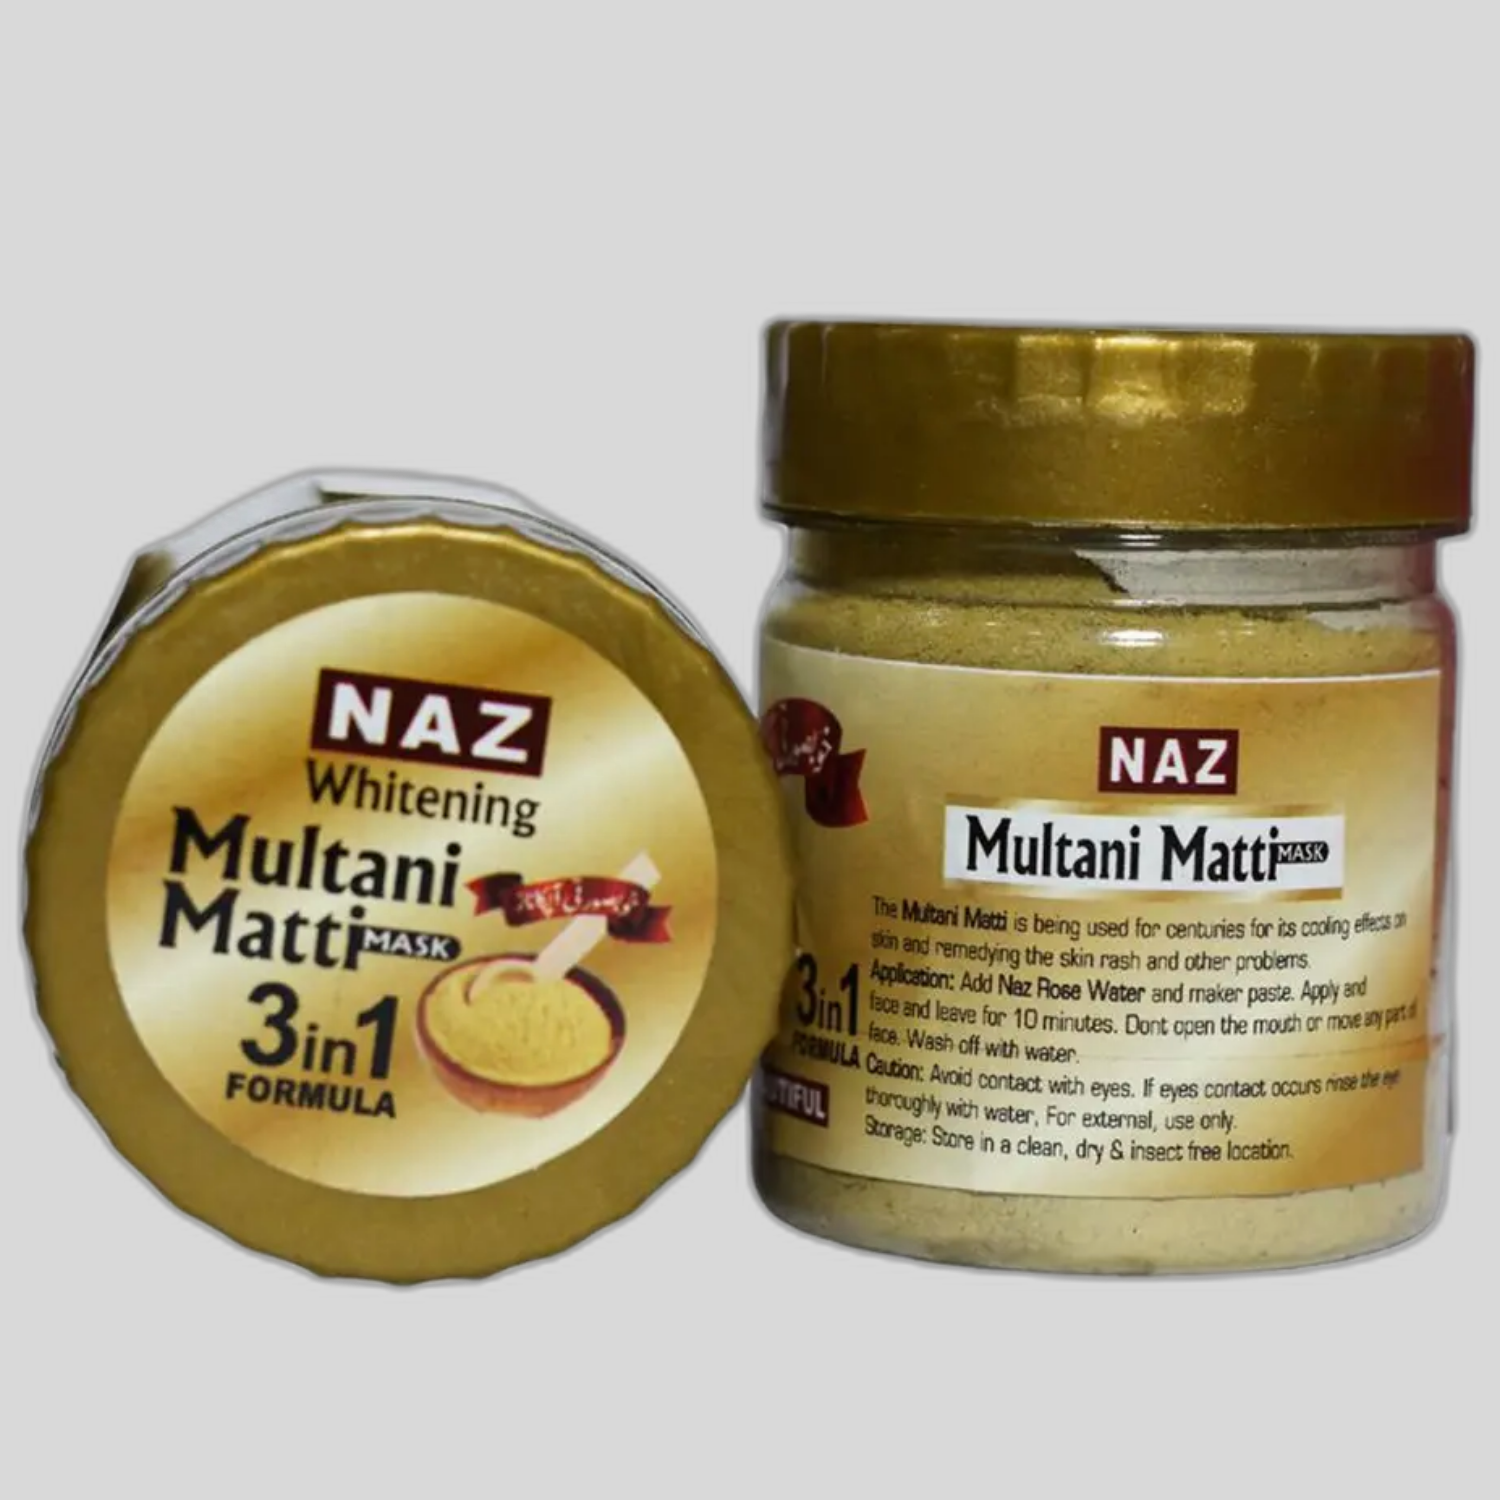 NAZ
Whitening
Multani
Matti MASK
3in1
FORMULA
NAZ
Multani Matti MASK
The Multani Matti is being used for centuries for its cooling effects on
skin and remedying the skin rash and other problems.
Application: Add Naz Rose Water and maker paste. Apply and
face and leave for 10 minutes. Dont open the mouth or move any part of
face. Wash off with water.
Caution: Avoid contact with eyes. If eyes contact occurs rinse the eye
thoroughly with water, For external, use only.
Storage: Store in a clean, dry & insect free location.
3in1
FORMULA